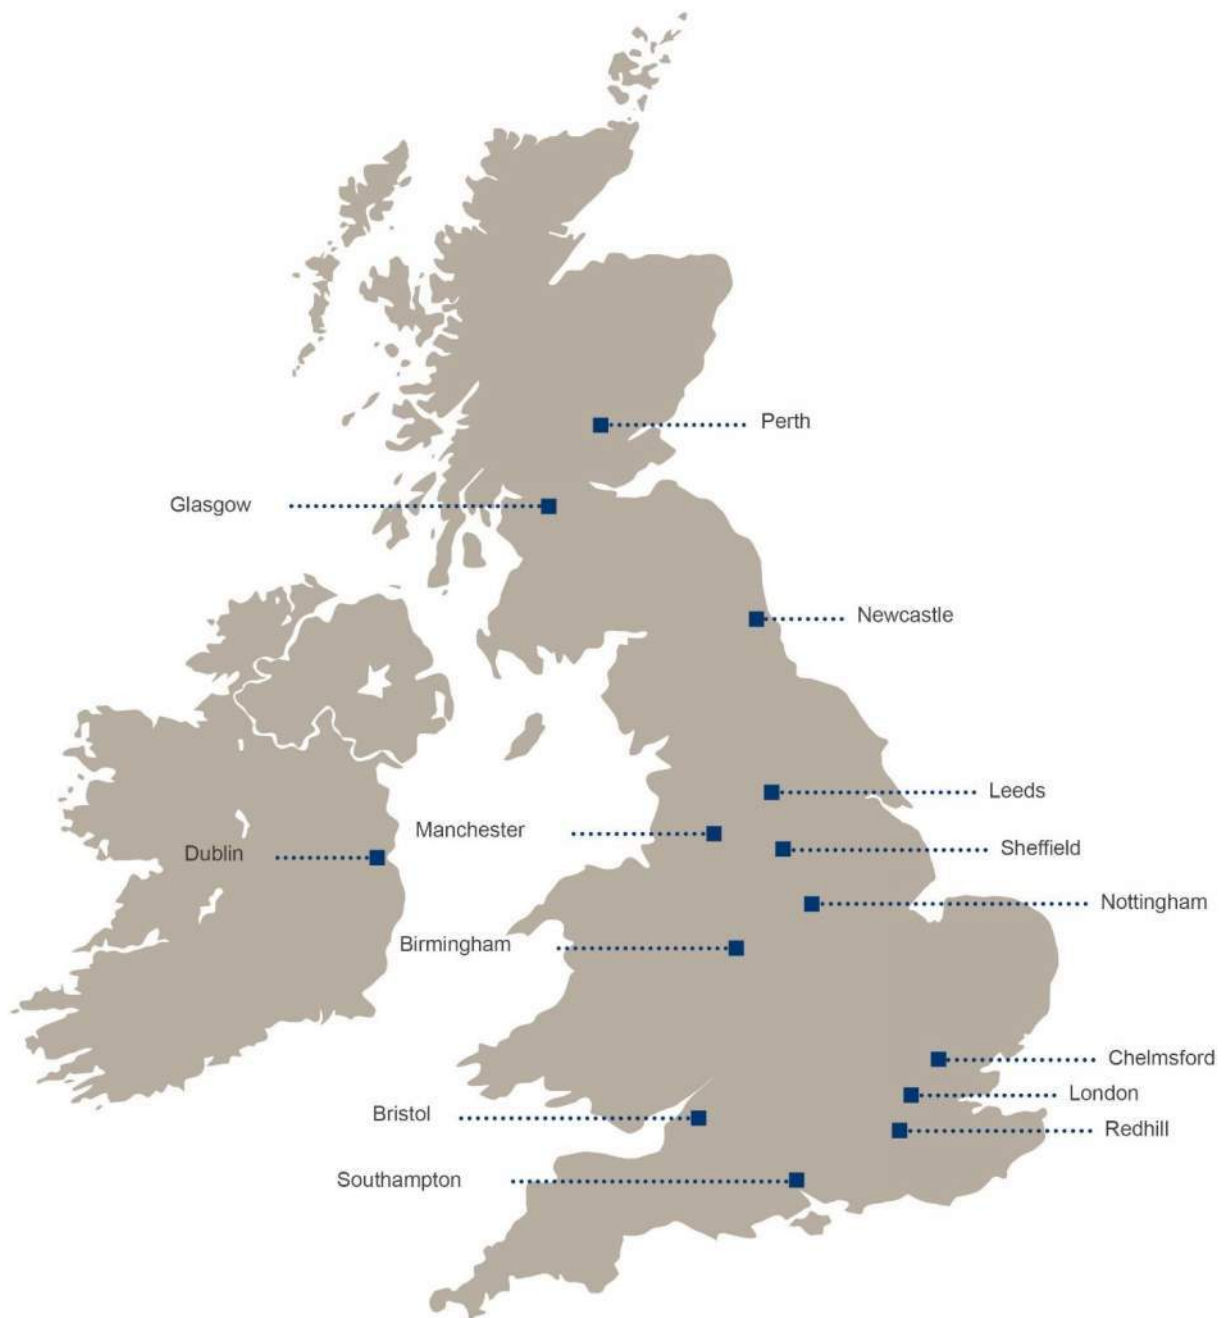 Perth
Glasgow
Newcastle
Leeds
Manchester
Sheffield
Dublin
Nottingham
Birmingham
Chelmsford
London
Bristol
Redhill
Southampton